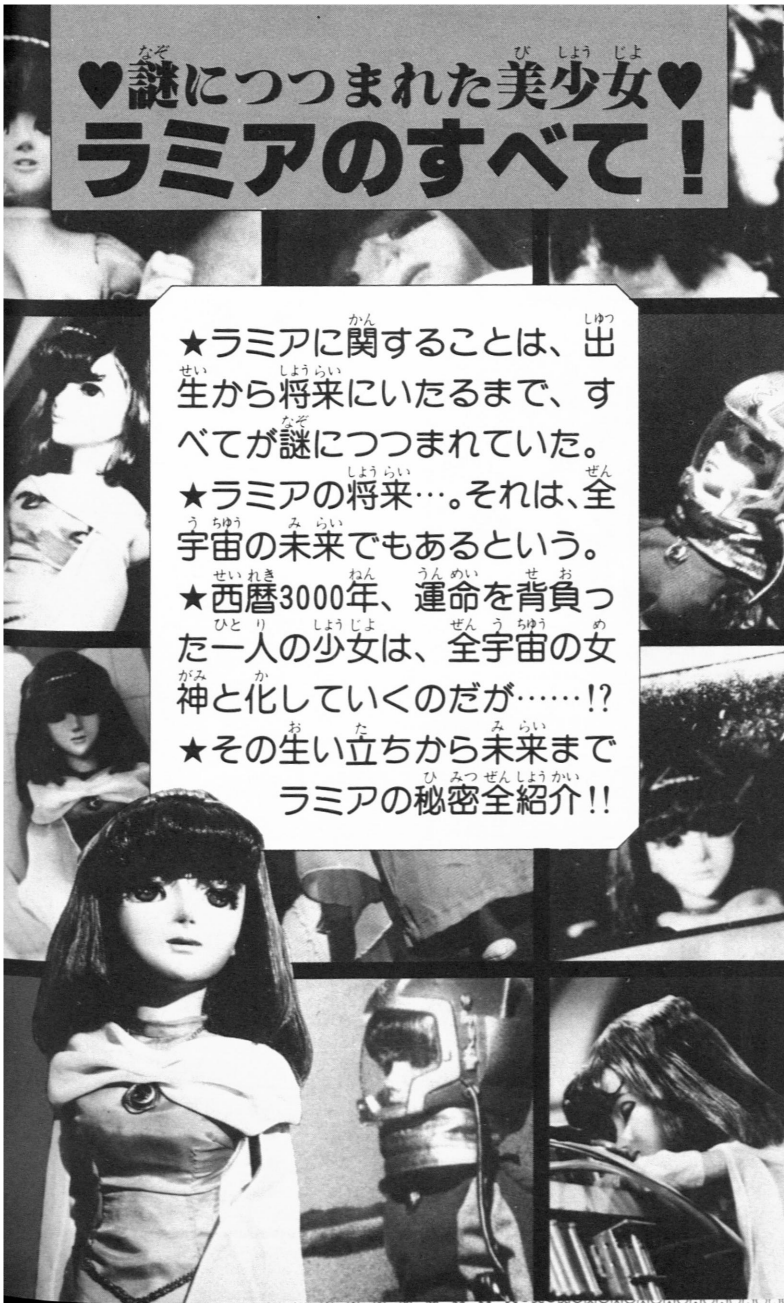 ♥謎につつまれた美少女♥
ラミアのすべて！
★ラミアに関することは、出
生から将来にいたるまで、す
べてが謎につつまれていた。
★ラミアの将来…。それは、全
宇宙の未来でもあるという。
★西暦3000年、運命を背負っ
た一人の少女は、全宇宙の女
神と化していくのだが……!?
★その生い立ちから未来まで
ラミアの秘密全紹介!!